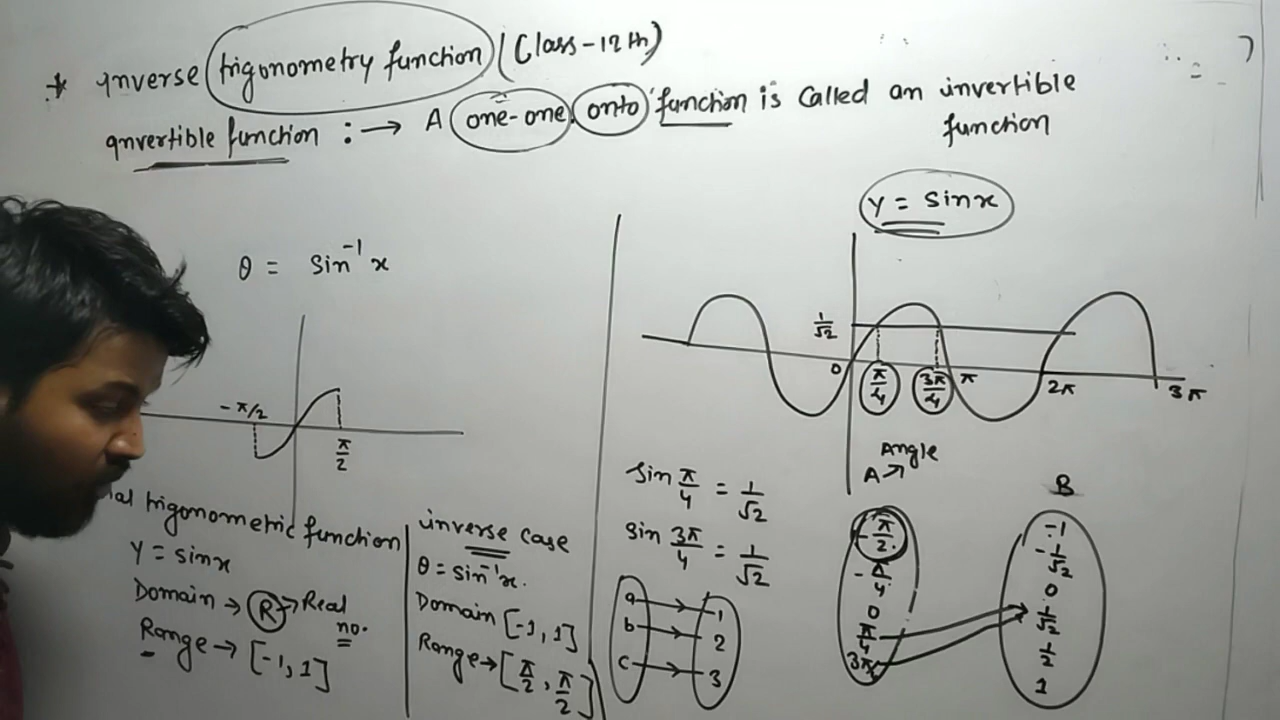 * Inverse trigonometry function (Class-12th)
Invertible function :→ A one-one, onto function is called an invertible
function
y = sinx
θ = sin⁻¹x
1/√2
0
π/4
3π/4
π
2π
3π
-π/2
π/2
Angle
A→
B
sin π/4 = 1/√2
sin 3π/4 = 1/√2
-π/2
-π/4
0
π/4
3π/4
-1
-1/√2
0
1/√2
1/2
1
a 1
b 2
c 3
trigonometric function
Y = sinx
Domain → R → Real
no.
Range → [-1, 1]
inverse case
θ = sin⁻¹x.
Domain [-1, 1]
Range → [π/2, π/2]